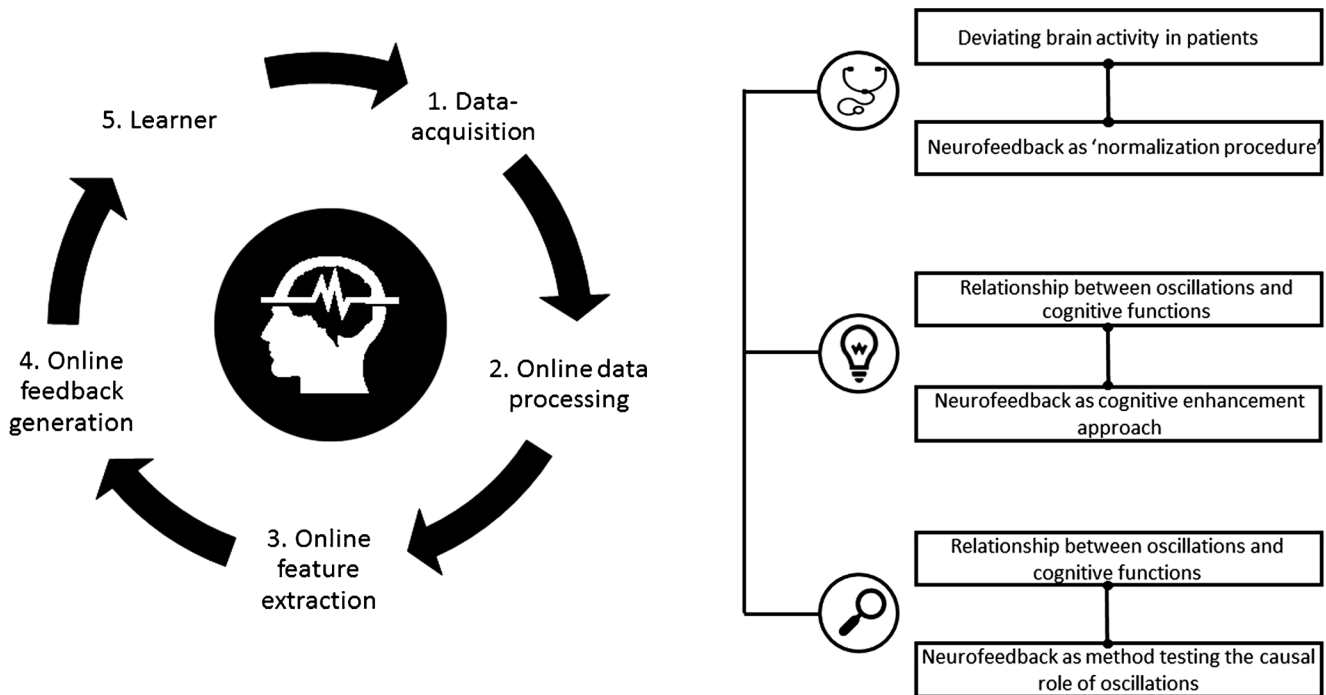 1. Data-
acquisition
2. Online data
processing
3. Online
feature
extraction
4. Online
feedback
generation
5. Learner
Deviating brain activity in patients
Neurofeedback as ‘normalization procedure’
Relationship between oscillations and
cognitive functions
Neurofeedback as cognitive enhancement
approach
Relationship between oscillations and
cognitive functions
Neurofeedback as method testing the causal
role of oscillations